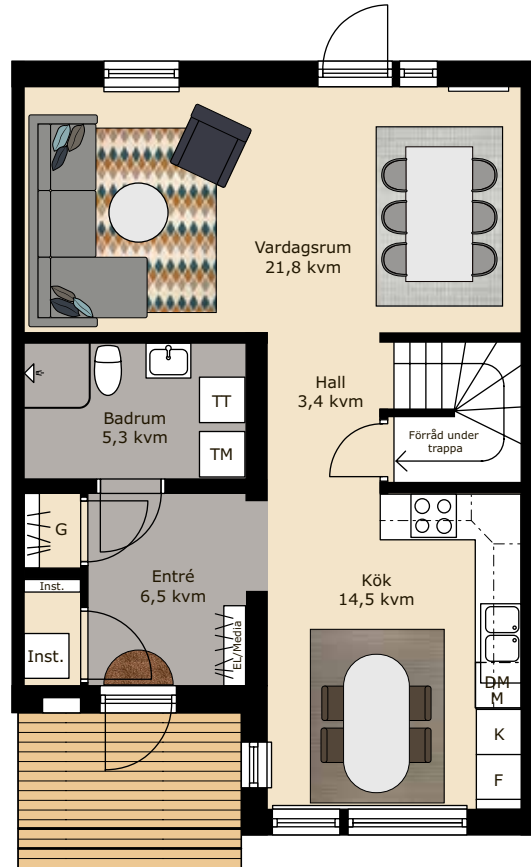 Vardagsrum
21,8 kvm
Hall
3,4 kvm
TT
Badrum
5,3 kvm
TM
Förråd under
trappa
G
Entré
6,5 kvm
Kök
14,5 kvm
Inst.
Inst.
EL/Media
DM
M
K
F